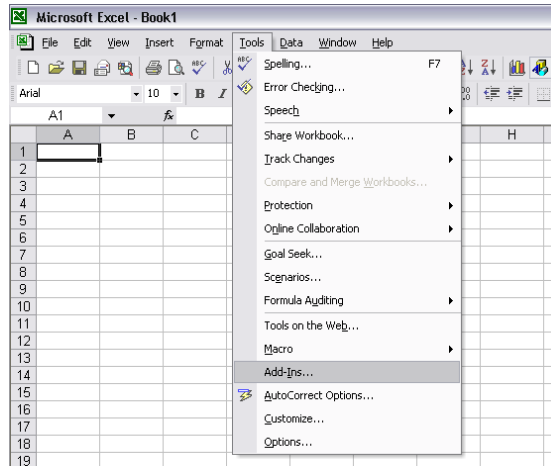 Microsoft Excel - Book1
File Edit View Insert Format Tools Data Window Help
Arial 10 B I
A1 fx
A B C H
Spelling... F7
Error Checking...
Speech
Share Workbook...
Track Changes
Compare and Merge Workbooks...
Protection
Online Collaboration
Goal Seek...
Scenarios...
Formula Auditing
Tools on the Web...
Macro
Add-Ins...
AutoCorrect Options...
Customize...
Options...
1
2
3
4
5
6
7
8
9
10
11
12
13
14
15
16
17
18
19